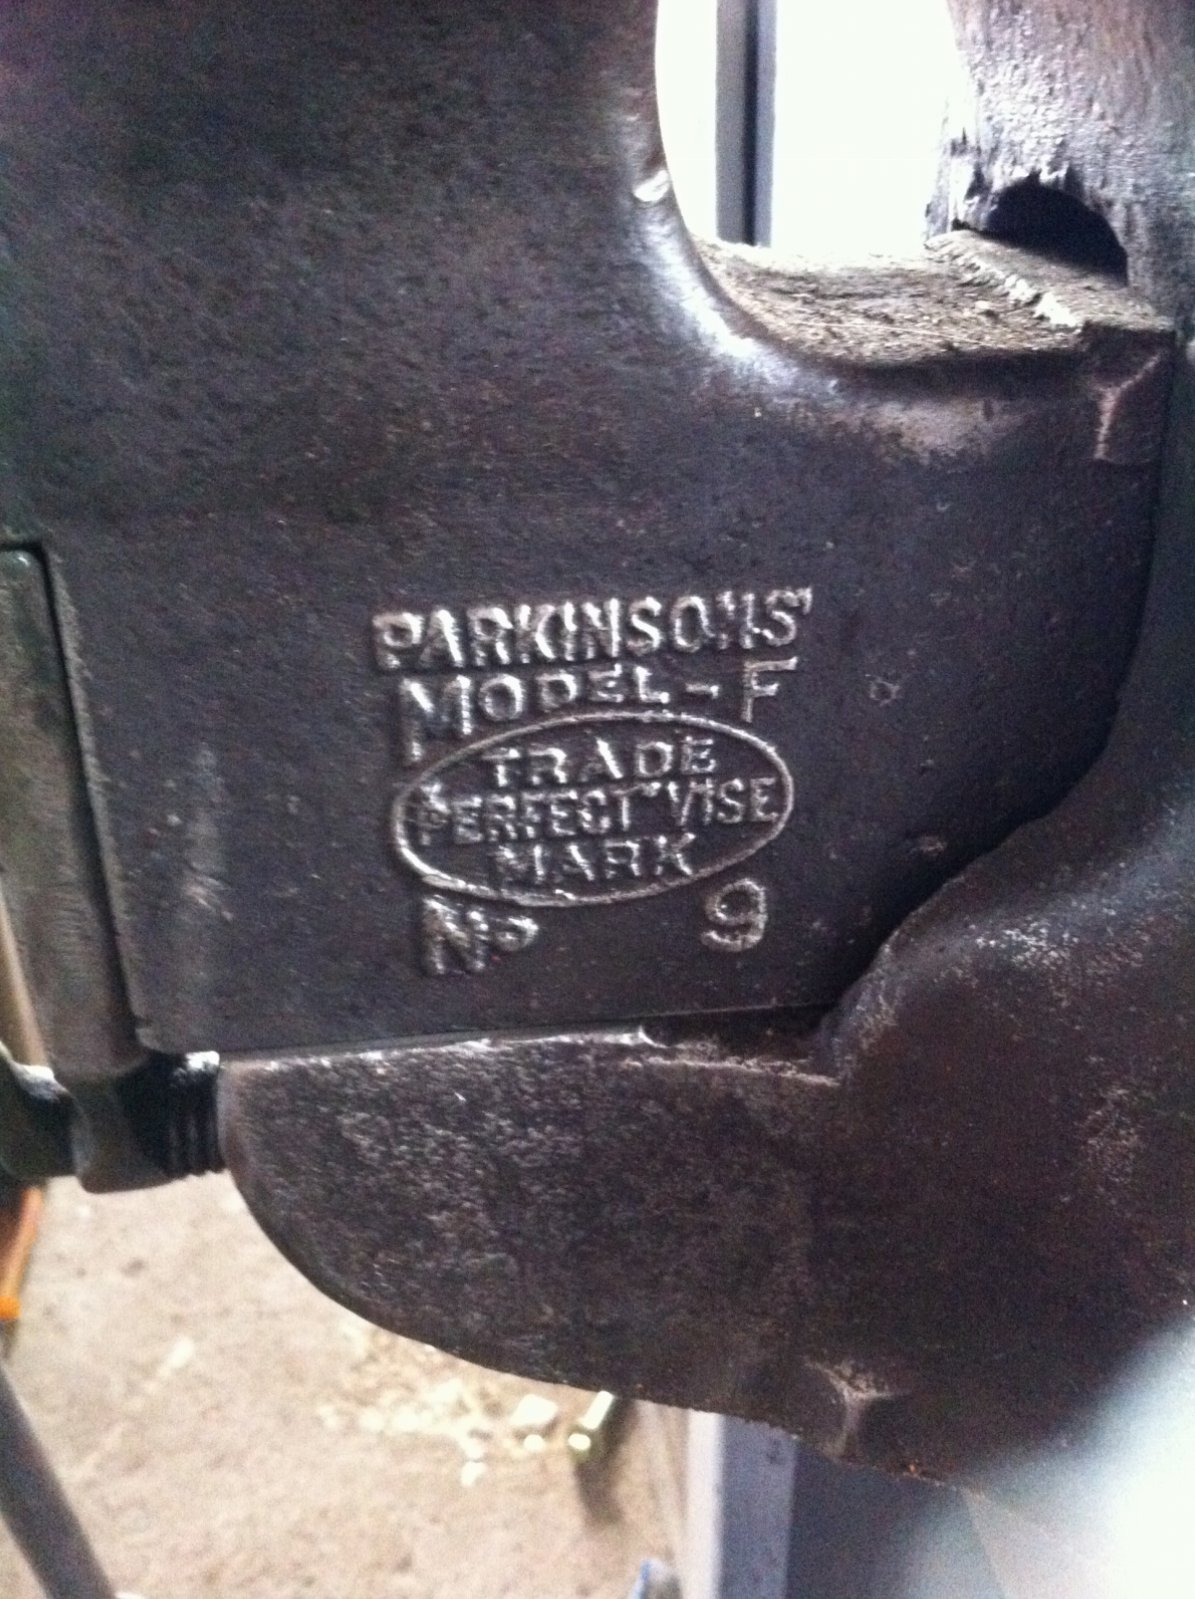 PARKINSONS'
MODEL-F
TRADE
"PERFECT" VISE
MARK
No 9